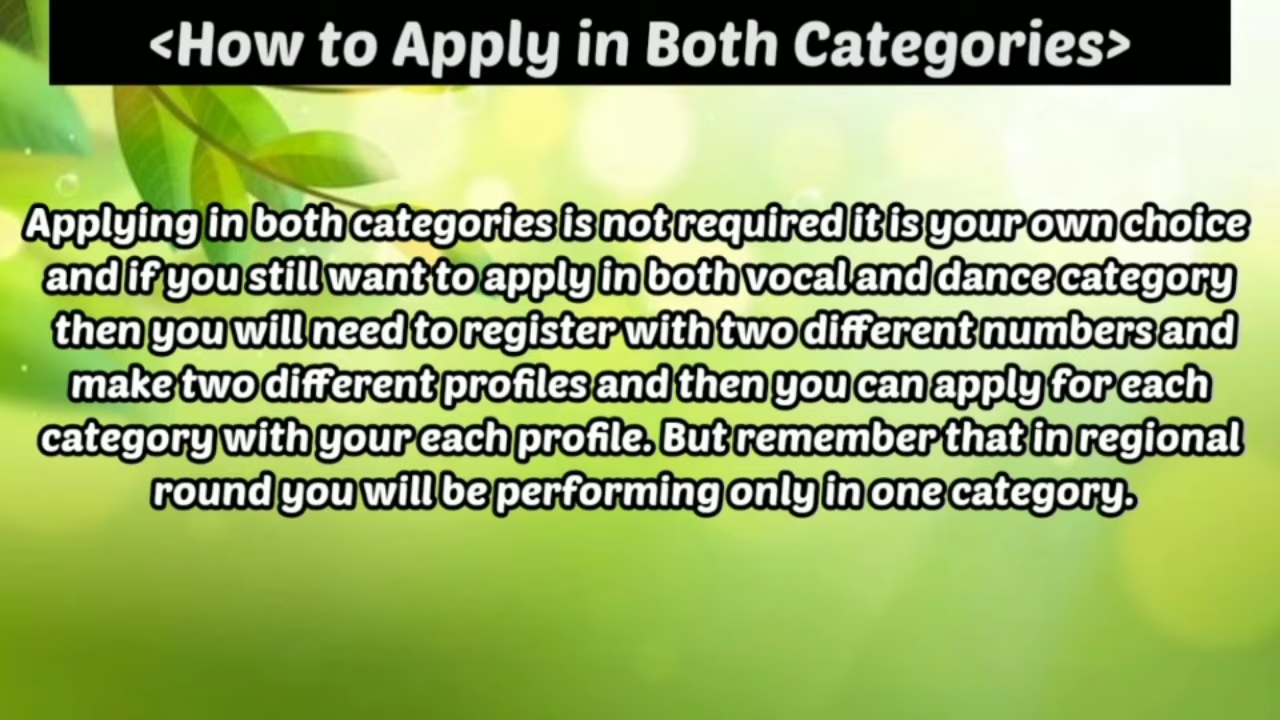 <How to Apply in Both Categories>
Applying in both categories is not required it is your own choice
and if you still want to apply in both vocal and dance category
then you will need to register with two different numbers and
make two different profiles and then you can apply for each
category with your each profile. But remember that in regional
round you will be performing only in one category.